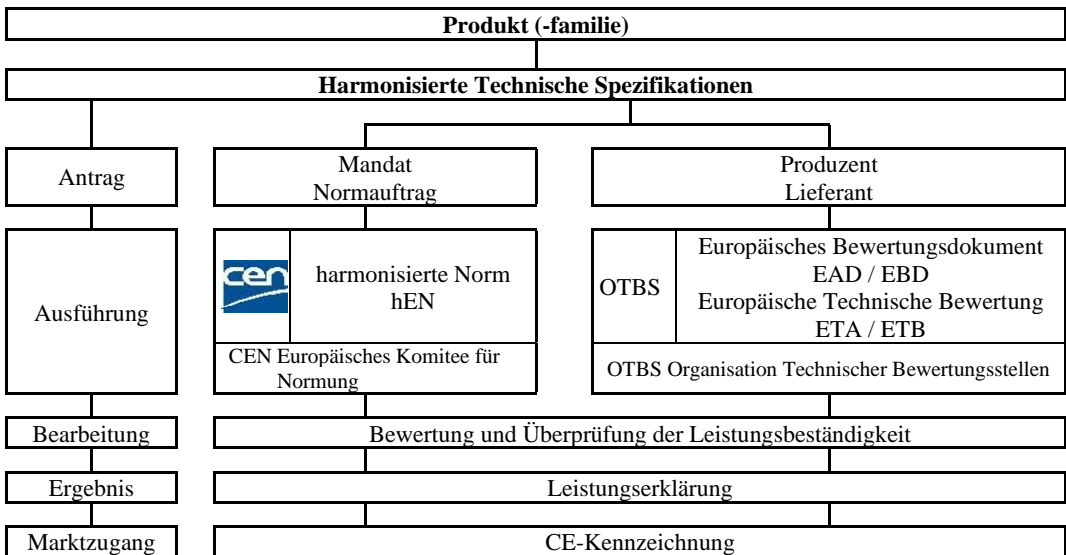 Produkt (-familie)
Harmonisierte Technische Spezifikationen
Antrag
Mandat
Normauftrag
Produzent
Lieferant
Ausführung
cen
harmonisierte Norm
hEN
CEN Europäisches Komitee für
Normung
OTBS
Europäisches Bewertungsdokument
EAD / EBD
Europäische Technische Bewertung
ETA / ETB
OTBS Organisation Technischer Bewertungsstellen
Bearbeitung
Bewertung und Überprüfung der Leistungsbeständigkeit
Ergebnis
Leistungserklärung
Marktzugang
CE-Kennzeichnung